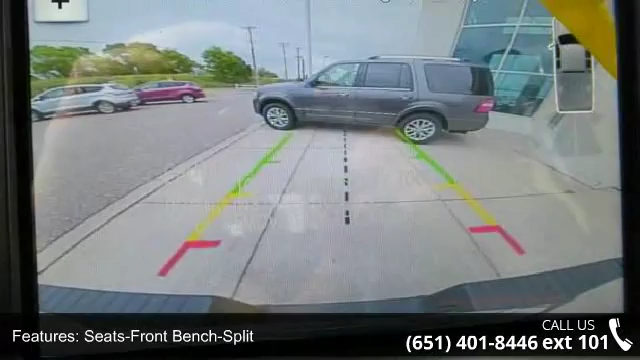 Features: Seats-Front Bench-Split
CALL US
(651) 401-8446 ext 101